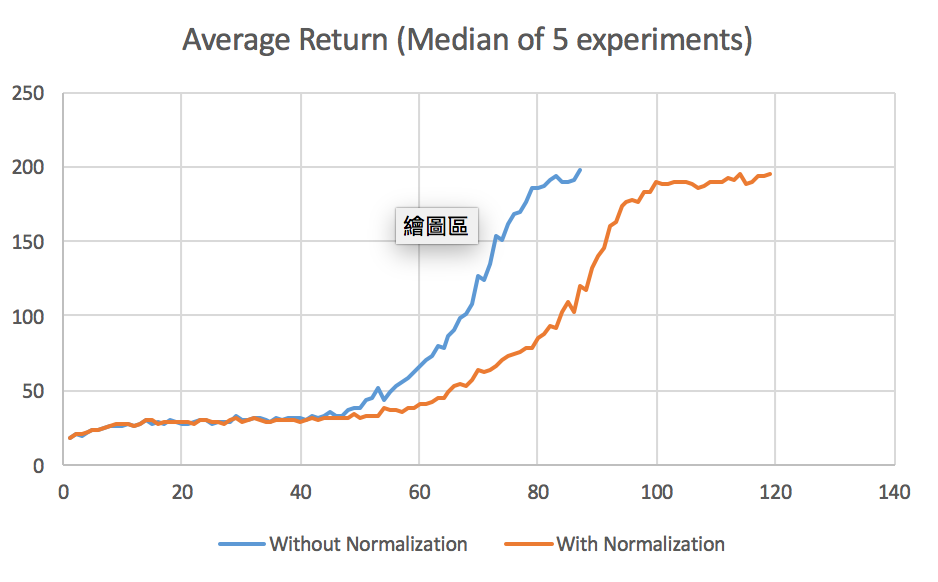 Average Return (Median of 5 experiments)
250
200
150
100
50
0
繪圖區
0 20 40 60 80 100 120 140
Without Normalization With Normalization